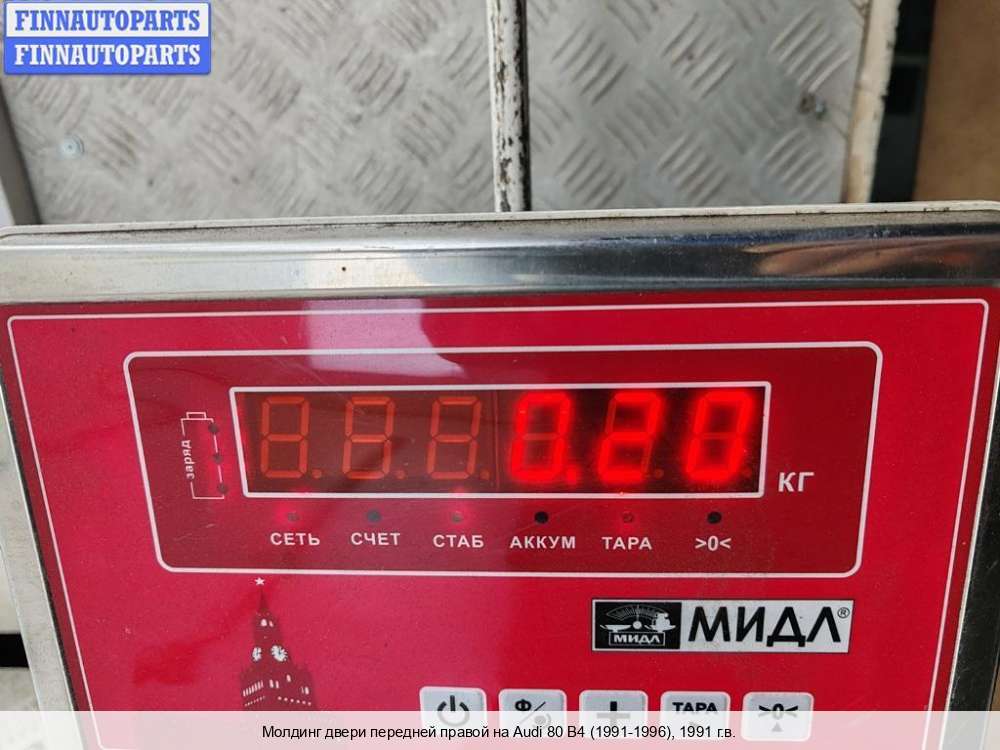 FINNAUTOPARTS
FINNAUTOPARTS
0.20
КГ
заряд
СЕТЬ СЧЕТ СТАБ АККУМ ТАРА >0<
МИДЛ МИДЛ®
Ф ТАРА >0<
Молдинг двери передней правой на Audi 80 B4 (1991-1996), 1991 г.в.